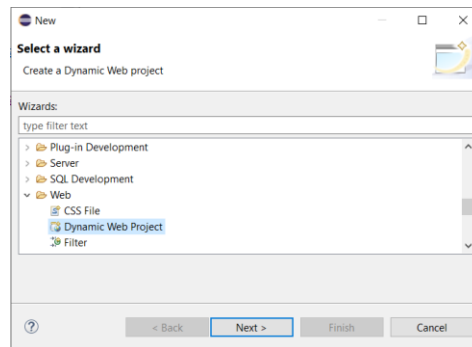 New
Select a wizard
Create a Dynamic Web project
Wizards:
type filter text
Plug-in Development
Server
SQL Development
Web
CSS File
Dynamic Web Project
Filter
? < Back Next > Finish Cancel